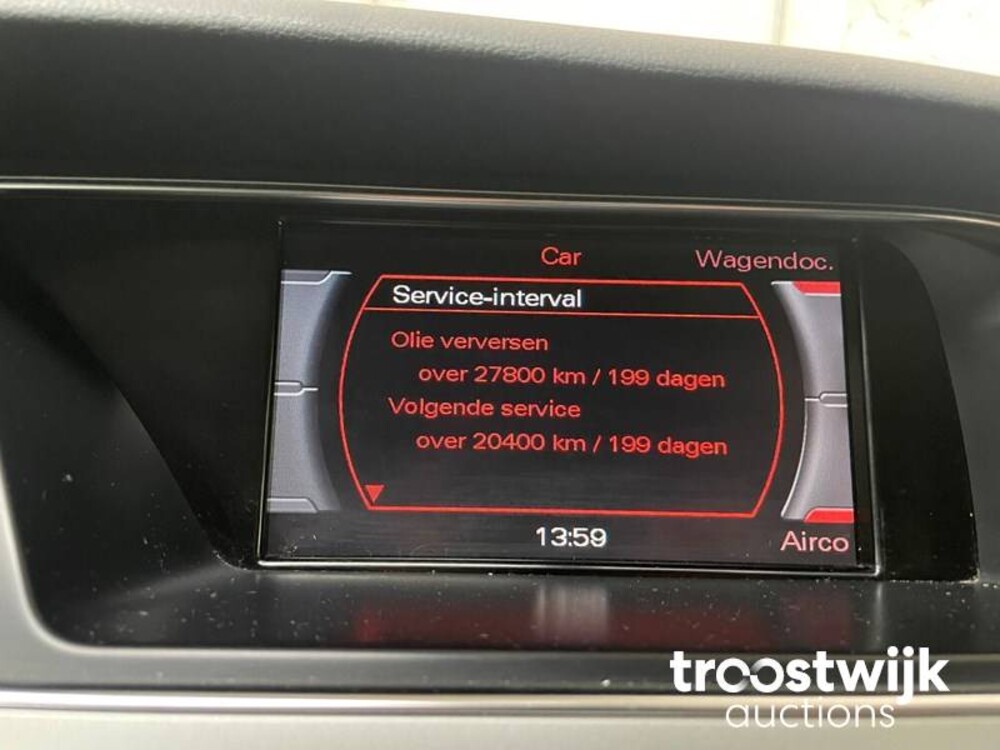 Car
Wagendoc.
Service-interval
Olie verversen
over 27800 km / 199 dagen
Volgende service
over 20400 km / 199 dagen
13:59
Airco
troostwijk
auctions